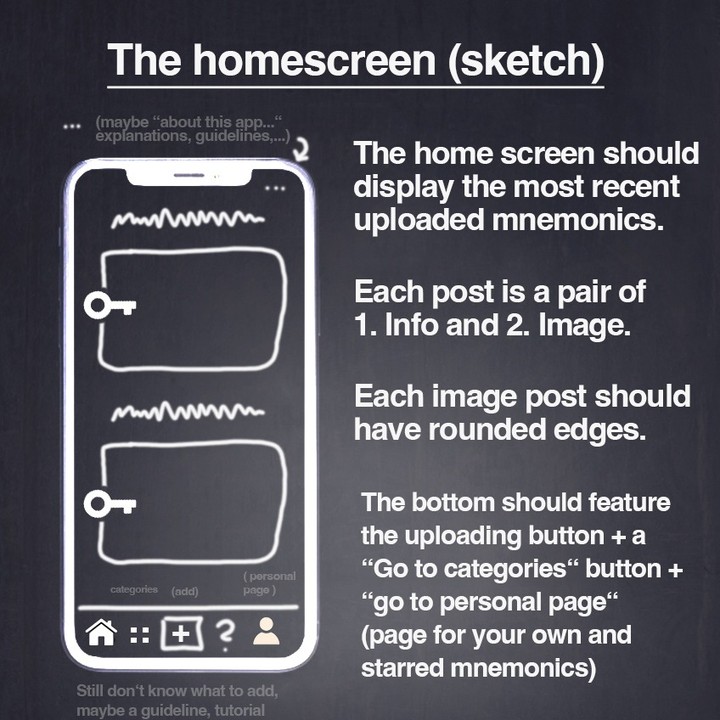 The homescreen (sketch)
... (maybe “about this app...“
explanations, guidelines,...)
The home screen should
display the most recent
uploaded mnemonics.
Each post is a pair of
1. Info and 2. Image.
Each image post should
have rounded edges.
The bottom should feature
the uploading button + a
“Go to categories“ button +
“go to personal page“
(page for your own and
starred mnemonics)
...
categories (add) ( personal
page )
+ ?
Still don‘t know what to add,
maybe a guideline, tutorial